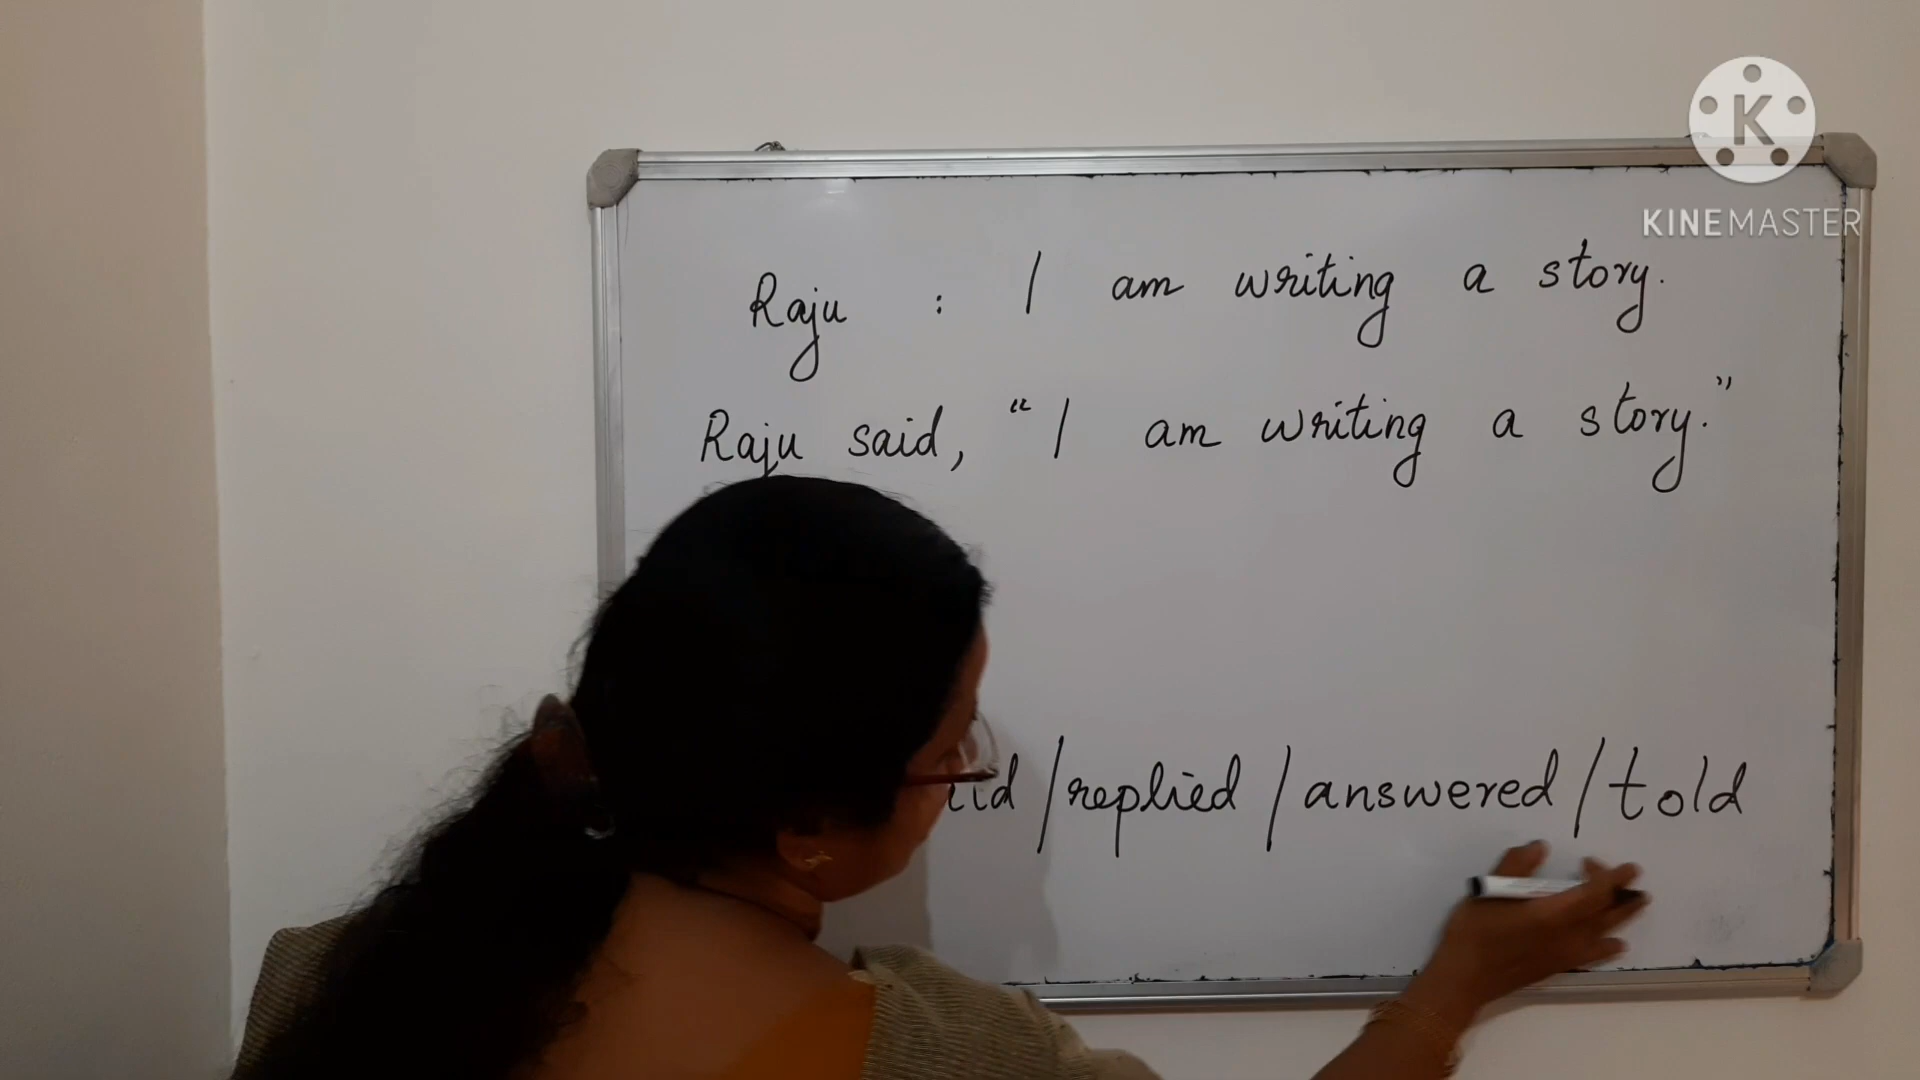 K
KINEMASTER
Raju : I am writing a story.
Raju said, “I am writing a story.”
/replied / answered / told